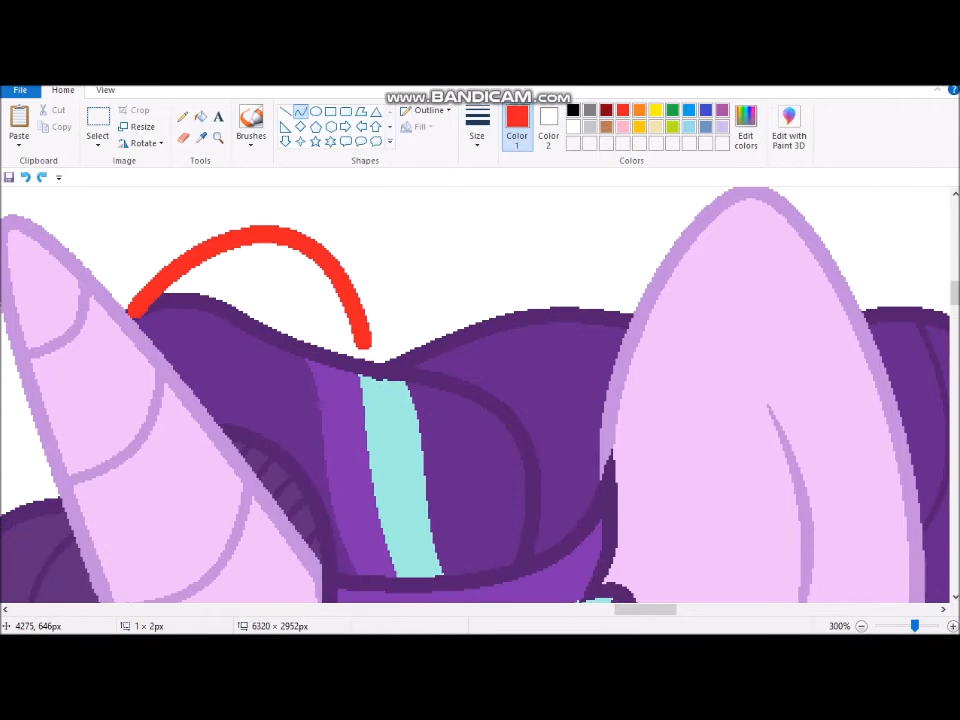 www.BANDICAM.com
File Home View
Paste
Cut
Copy
Clipboard
Select
Crop
Resize
Rotate
Image
Tools
Brushes
Outline
Fill
Shapes
Size
Color
1
Color
2
Edit
colors
Colors
Edit with
Paint 3D
4275, 646px
1 × 2px
6320 × 2952px
300%